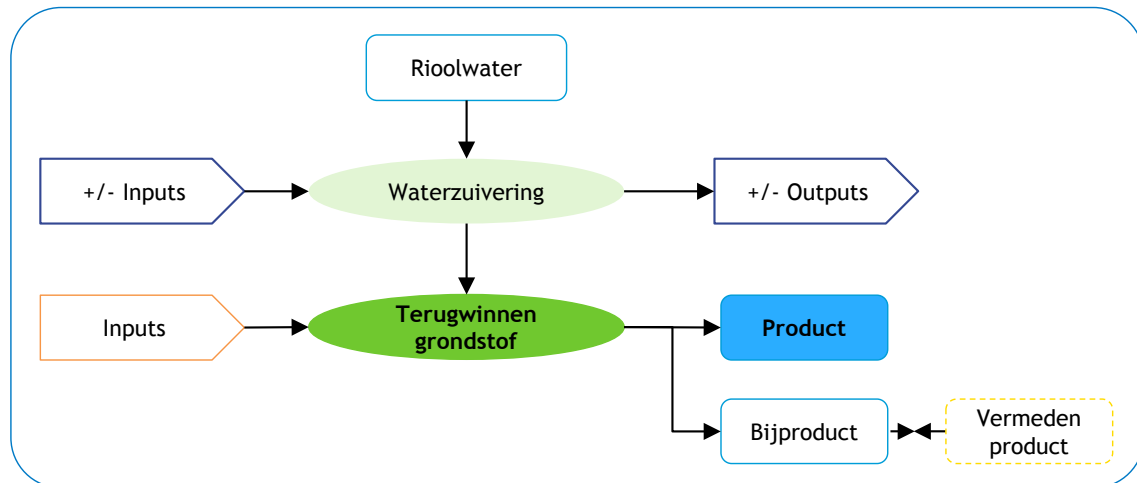 Rioolwater
+/- Inputs
Waterzuivering
+/- Outputs
Inputs
Terugwinnen
grondstof
Product
Bijproduct
Vermeden
product